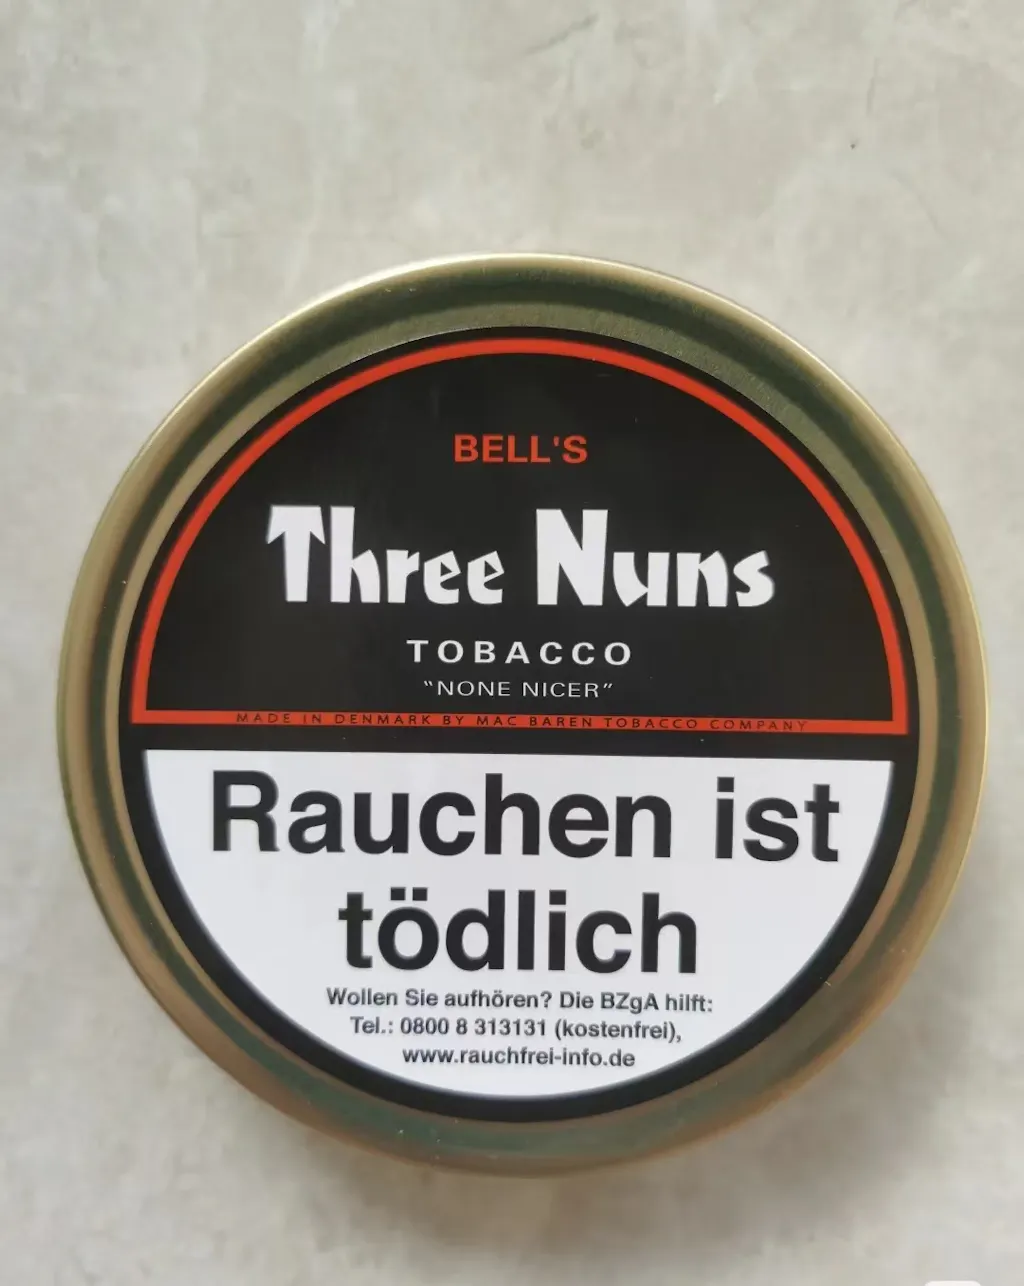 BELL'S
Three Nuns
TOBACCO
"NONE NICER"
MADE IN DENMARK BY MAC BAREN TOBACCO COMPANY
Rauchen ist
tödlich
Wollen Sie aufhören? Die BZgA hilft:
Tel.: 0800 8 313131 (kostenfrei),
www.rauchfrei-info.de